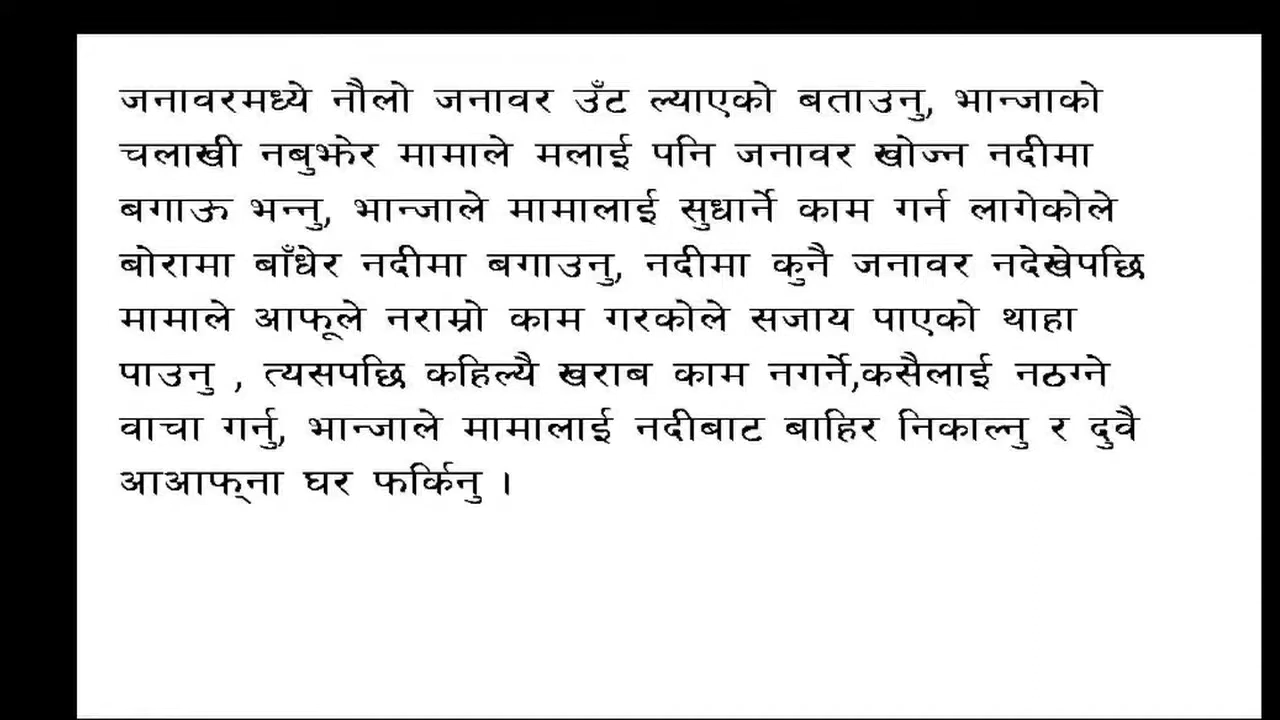 जनावरमध्ये नौलो जनावर उँट ल्याएको बताउनु, भान्जाको
चलाखी नबुझेर मामाले मलाई पनि जनावर खोज्न नदीमा
बगाऊ भन्नु, भान्जाले मामालाई सुधार्ने काम गर्न लागेकोले
बोरामा बाँधेर नदीमा बगाउनु, नदीमा कुनै जनावर नदेखेपछि
मामाले आफूले नराम्रो काम गरकोले सजाय पाएको थाहा
पाउनु , त्यसपछि कहिल्यै खराब काम नगर्ने,कसैलाई नठग्ने
वाचा गर्नु, भान्जाले मामालाई नदीबाट बाहिर निकाल्नु र दुवै
आआफ्‌ना घर फर्किनु ।